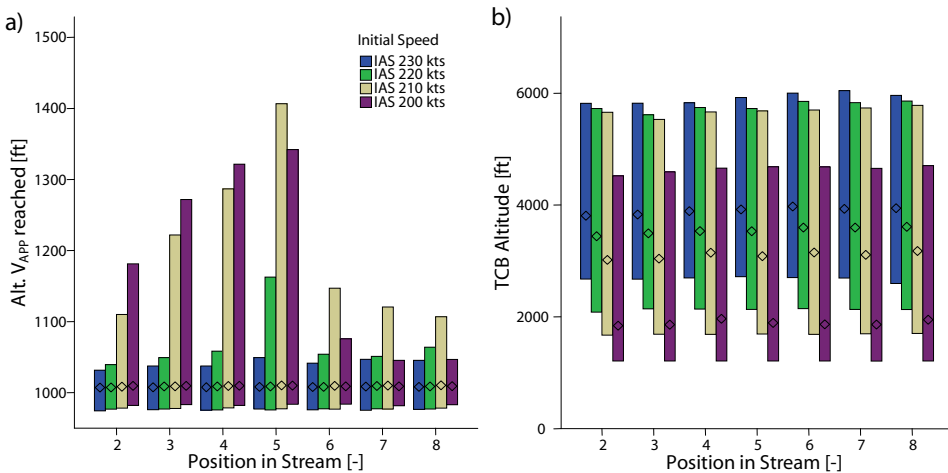 a)
1500
1400
1300
1200
1100
1000
Alt. VAPP reached [ft]
Initial Speed
IAS 230 kts
IAS 220 kts
IAS 210 kts
IAS 200 kts
2 3 4 5 6 7 8
Position in Stream [-]
b)
6000
4000
2000
0
TCB Altitude [ft]
2 3 4 5 6 7 8
Position in Stream [-]